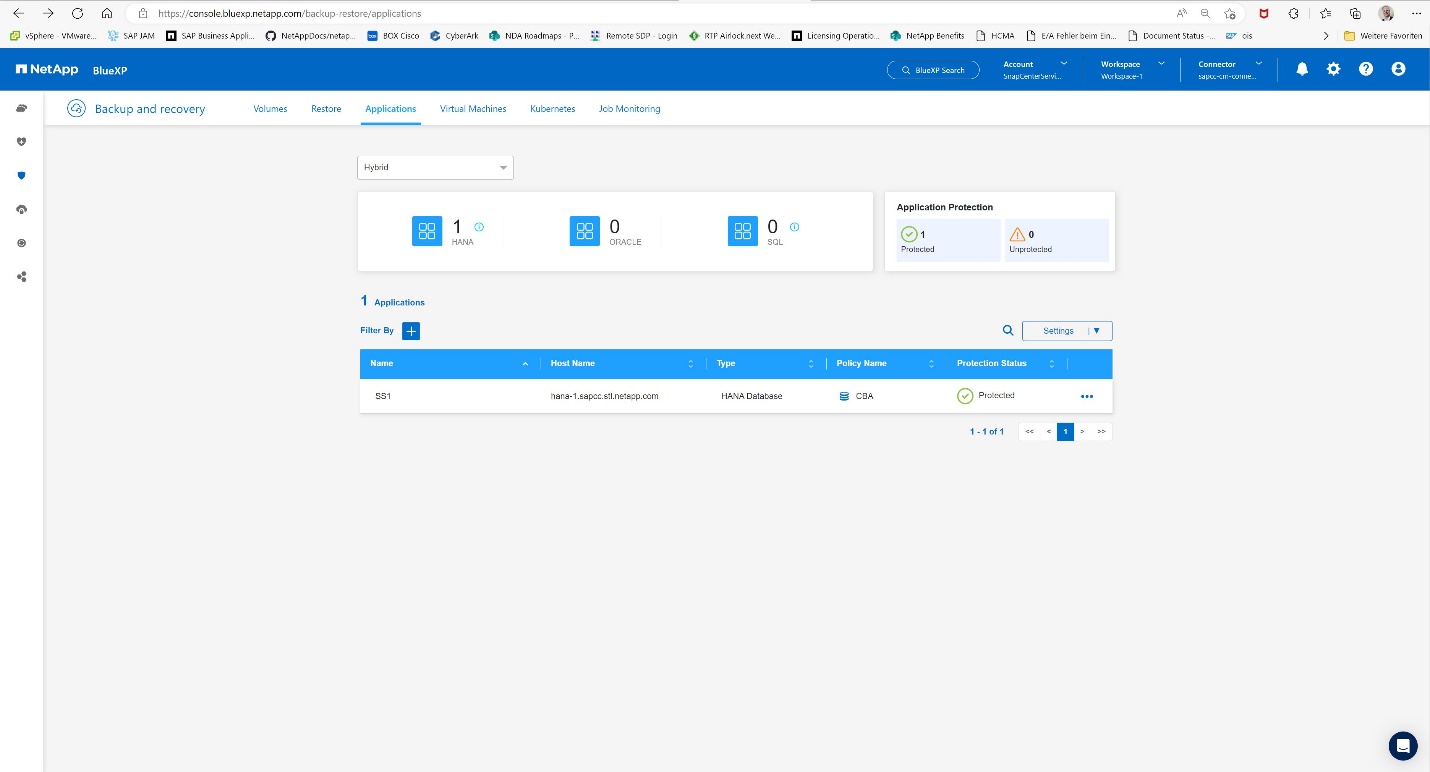 https://console.bluexp.netapp.com/backup-restore/applications
vSphere - VMware... SAP JAM SAP Business Appli... NetAppDocs/netap... BOX Cisco CyberArk NDA Roadmaps - P... Remote SDP - Login RTP Airlock.next We... Licensing Operatio... NetApp Benefits HCMA E/A Fehler beim Ein... Document Status -... ois Weitere Favoriten
NetApp BlueXP
BlueXP Search
Account
SnapCenterServi...
Workspace
Workspace-1
Connector
sapcc-cm-conne...
Backup and recovery Volumes Restore Applications Virtual Machines Kubernetes Job Monitoring
Hybrid
1
HANA
0
ORACLE
0
SQL
Application Protection
1
Protected
0
Unprotected
1 Applications
Filter By +
Settings | ▼
Name Host Name Type Policy Name Protection Status
SS1 hana-1.sapcc.stl.netapp.com HANA Database CBA Protected
1 - 1 of 1 << < 1 > >>